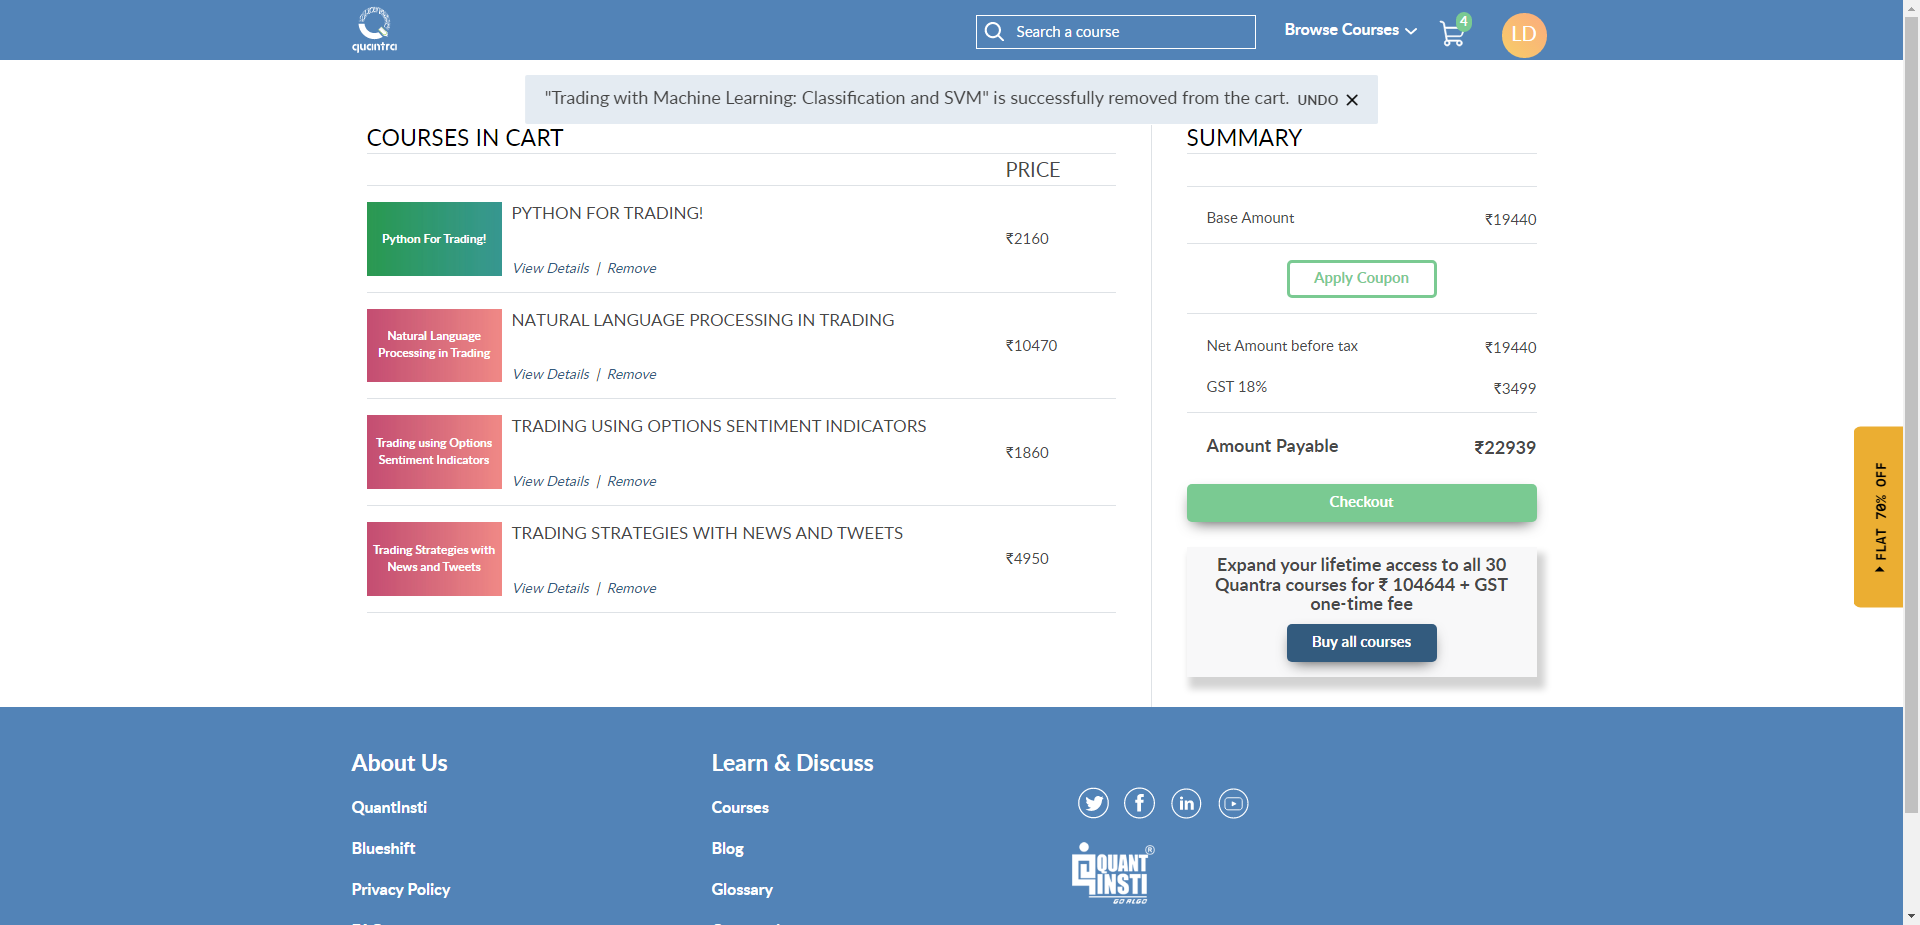 quantra
Search a course
Browse Courses
4
LD
"Trading with Machine Learning: Classification and SVM" is successfully removed from the cart. UNDO
COURSES IN CART
PRICE
Python For Trading!
PYTHON FOR TRADING!
₹2160
View Details | Remove
Natural Language
Processing in Trading
NATURAL LANGUAGE PROCESSING IN TRADING
₹10470
View Details | Remove
Trading using Options
Sentiment Indicators
TRADING USING OPTIONS SENTIMENT INDICATORS
₹1860
View Details | Remove
Trading Strategies with
News and Tweets
TRADING STRATEGIES WITH NEWS AND TWEETS
₹4950
View Details | Remove
SUMMARY
Base Amount ₹19440
Apply Coupon
Net Amount before tax ₹19440
GST 18% ₹3499
Amount Payable ₹22939
Checkout
Expand your lifetime access to all 30
Quantra courses for ₹ 104644 + GST
one-time fee
Buy all courses
FLAT 70% OFF
About Us
QuantInsti
Blueshift
Privacy Policy
Learn & Discuss
Courses
Blog
Glossary
QUANT
INSTI
GO ALGO